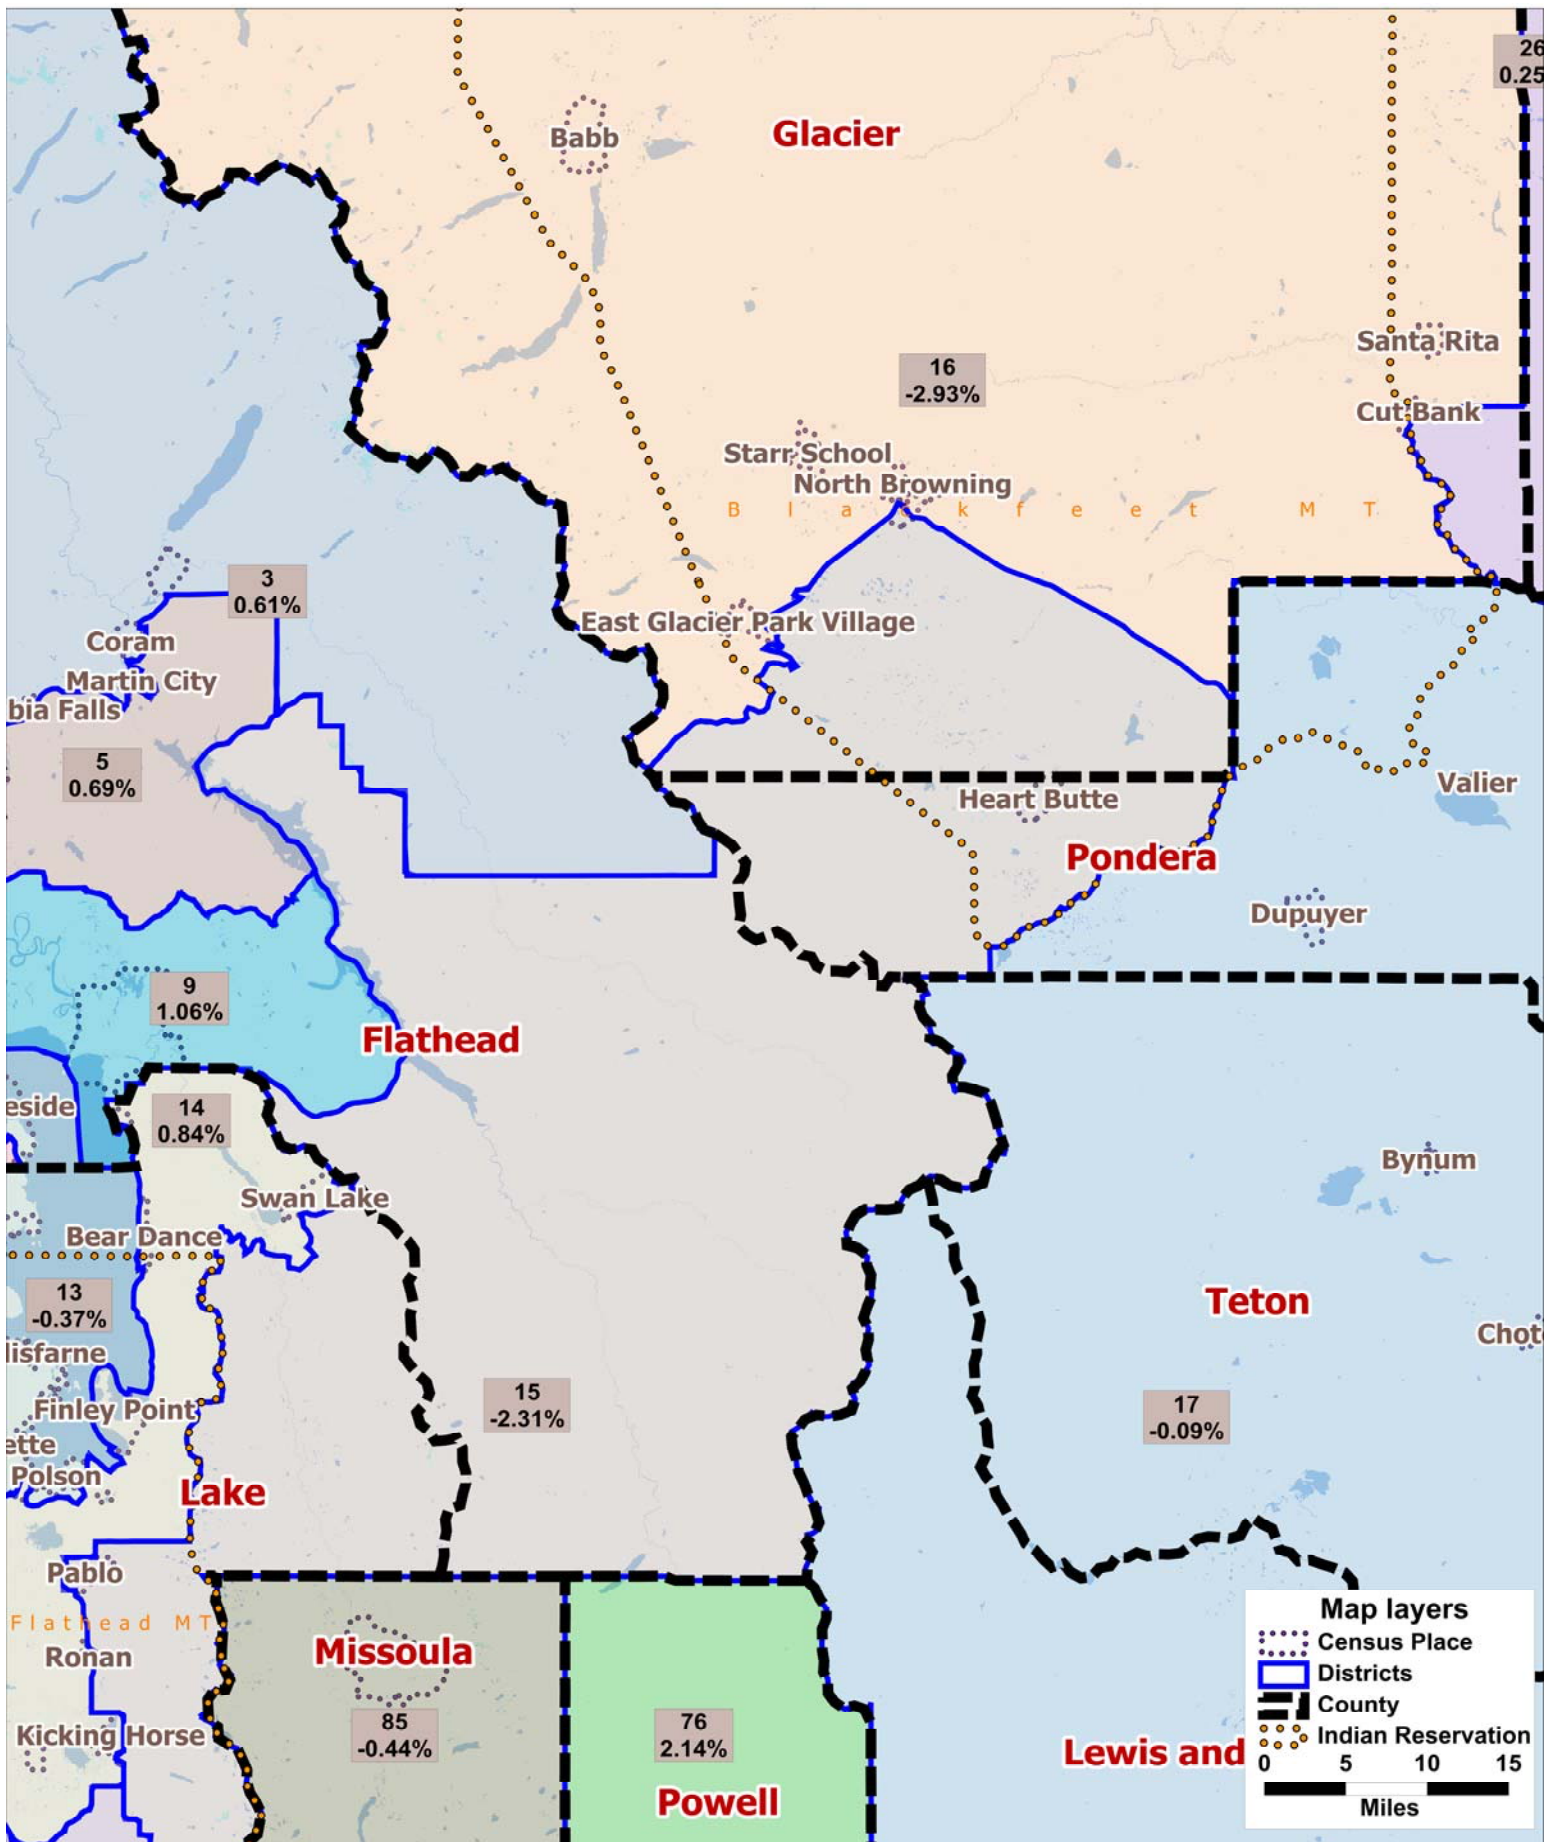 26
0.25
Babb
Glacier
Santa Rita
16
-2.93%
Cut Bank
Starr School
North Browning
Blackfeet MT
3
0.61%
East Glacier Park Village
Coram
Martin City
bia Falls
5
0.69%
Valier
Heart Butte
Pondera
Dupuyer
9
1.06%
Flathead
eside
14
0.84%
Bynum
Swan Lake
Bear Dance
13
-0.37%
Teton
Chot
lisfarne
15
-2.31%
17
-0.09%
Finley Point
ette
Polson
Lake
Pablo
Flathead MT
Ronan
Missoula
Kicking Horse
85
-0.44%
76
2.14%
Lewis and
Powell
Map layers
Census Place
Districts
County
Indian Reservation
0 5 10 15
Miles